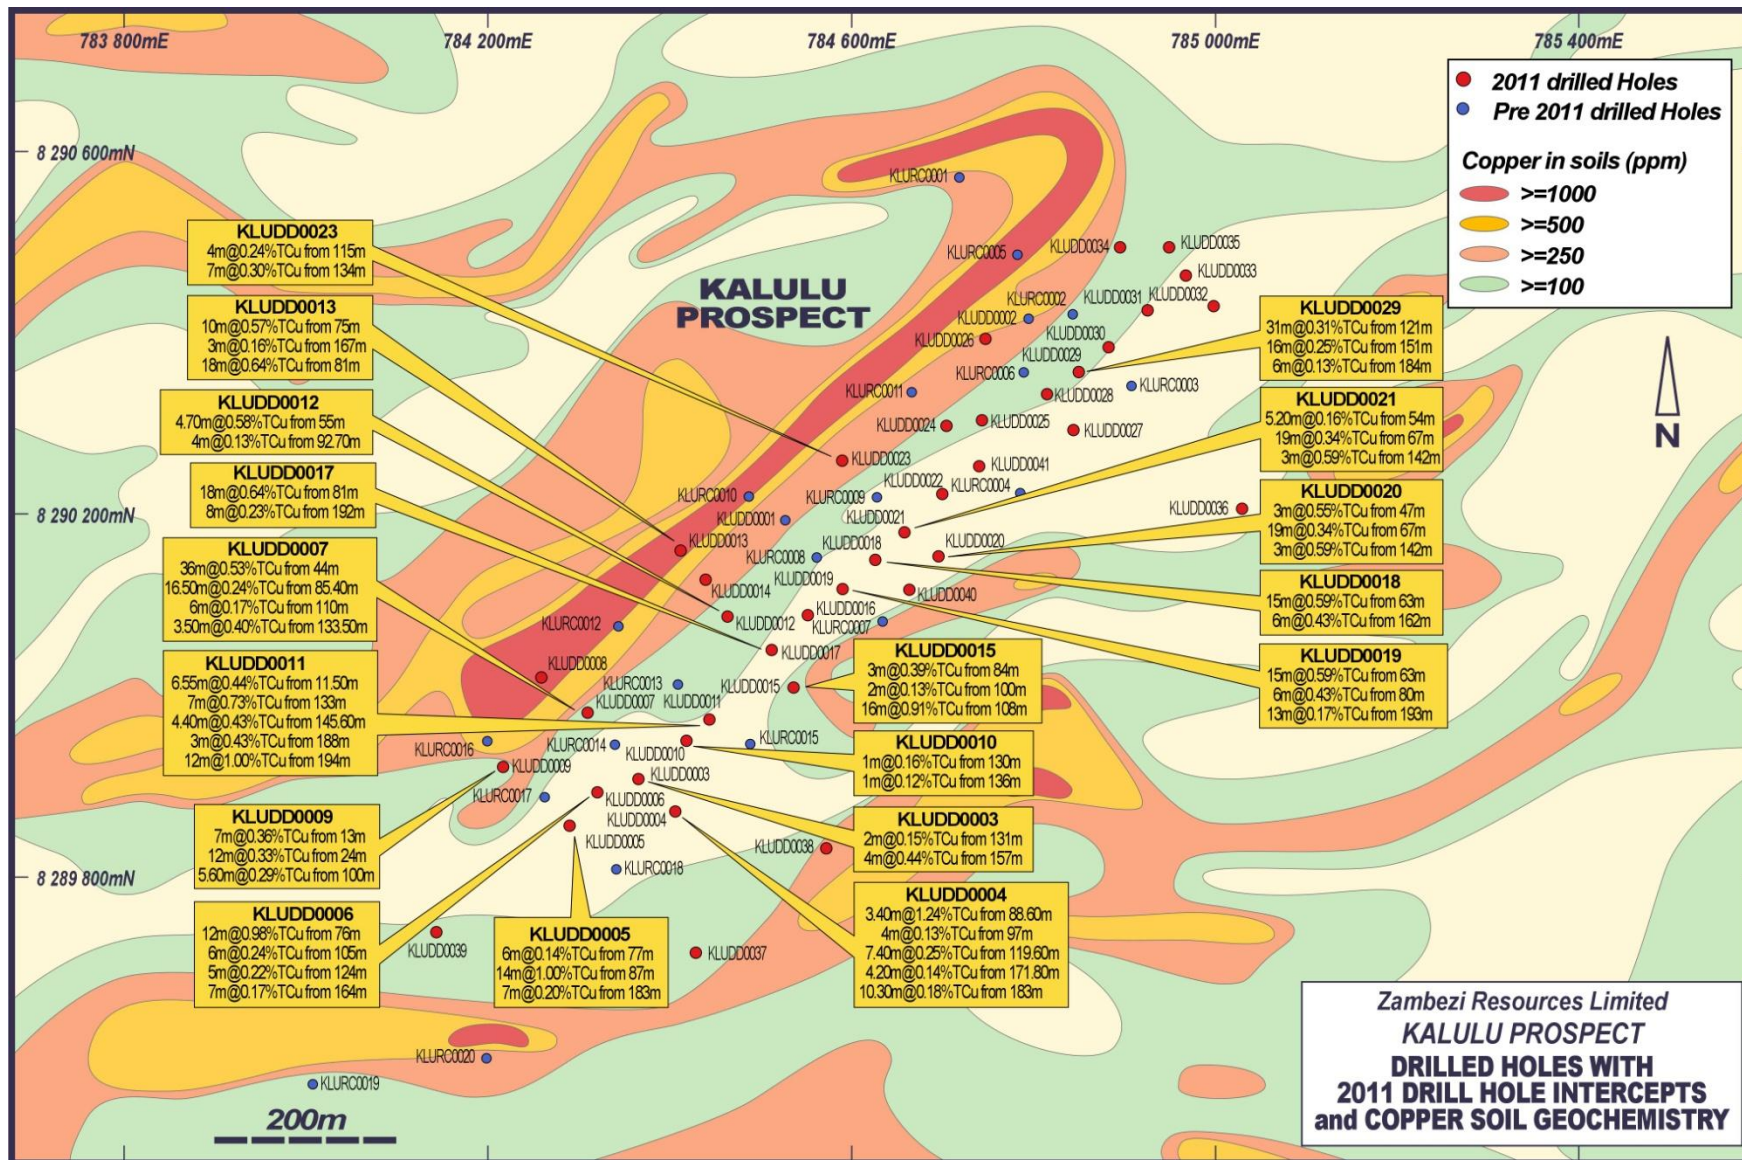 783 800mE
784 200mE
784 600mE
785 000mE
785 400mE
8 290 600mN
8 290 200mN
8 289 800mN
2011 drilled Holes
Pre 2011 drilled Holes
Copper in soils (ppm)
>=1000
>=500
>=250
>=100
N
KALULU
PROSPECT
KLUDD0023
4m@0.24%TCu from 115m
7m@0.30%TCu from 134m
KLUDD0013
10m@0.57%TCu from 75m
3m@0.16%TCu from 167m
18m@0.64%TCu from 81m
KLUDD0012
4.70m@0.58%TCu from 55m
4m@0.13%TCu from 92.70m
KLUDD0017
18m@0.64%TCu from 81m
8m@0.23%TCu from 192m
KLUDD0007
36m@0.53%TCu from 44m
16.50m@0.24%TCu from 85.40m
6m@0.17%TCu from 110m
3.50m@0.40%TCu from 133.50m
KLUDD0011
6.55m@0.44%TCu from 11.50m
7m@0.73%TCu from 133m
4.40m@0.43%TCu from 145.60m
3m@0.43%TCu from 188m
12m@1.00%TCu from 194m
KLUDD0009
7m@0.36%TCu from 13m
12m@0.33%TCu from 24m
5.60m@0.29%TCu from 100m
KLUDD0006
12m@0.98%TCu from 76m
6m@0.24%TCu from 105m
5m@0.22%TCu from 124m
7m@0.17%TCu from 164m
KLUDD0005
6m@0.14%TCu from 77m
14m@1.00%TCu from 87m
7m@0.20%TCu from 183m
KLUDD0029
31m@0.31%TCu from 121m
16m@0.25%TCu from 151m
6m@0.13%TCu from 184m
KLUDD0021
5.20m@0.16%TCu from 54m
19m@0.34%TCu from 67m
3m@0.59%TCu from 142m
KLUDD0020
3m@0.55%TCu from 47m
19m@0.34%TCu from 67m
3m@0.59%TCu from 142m
KLUDD0018
15m@0.59%TCu from 63m
6m@0.43%TCu from 162m
KLUDD0019
15m@0.59%TCu from 63m
6m@0.43%TCu from 80m
13m@0.17%TCu from 193m
KLUDD0015
3m@0.39%TCu from 84m
2m@0.13%TCu from 100m
16m@0.91%TCu from 108m
KLUDD0010
1m@0.16%TCu from 130m
1m@0.12%TCu from 136m
KLUDD0003
2m@0.15%TCu from 131m
4m@0.44%TCu from 157m
KLUDD0004
3.40m@1.24%TCu from 88.60m
4m@0.13%TCu from 97m
7.40m@0.25%TCu from 119.60m
4.20m@0.14%TCu from 171.80m
10.30m@0.18%TCu from 183m
KLURC0001
KLURC0005
KLUDD0034
KLUDD0035
KLUDD0033
KLURC0002
KLUDD0031
KLUDD0032
KLUDD0002
KLUDD0030
KLUDD0026
KLUDD0029
KLURC0006
KLURC0003
KLURC0011
KLUDD0028
KLUDD0024
KLUDD0025
KLUDD0027
KLUDD0023
KLUDD0041
KLUDD0022
KLURC0004
KLURC0010
KLURC0009
KLUDD0036
KLUDD0001
KLUDD0021
KLUDD0013
KLURC0008
KLUDD0018
KLUDD0020
KLUDD0019
KLUDD0014
KLUDD0040
KLUDD0016
KLURC0012
KLUDD0012
KLURC0007
KLUDD0017
KLUDD0008
KLURC0013
KLUDD0015
KLUDD0007
KLUDD0011
KLURC0016
KLURC0014
KLUDD0010
KLURC0015
KLUDD0009
KLUDD0003
KLURC0017
KLUDD0006
KLUDD0004
KLUDD0005
KLUDD0038
KLURC0018
KLUDD0039
KLUDD0037
KLURC0020
KLURC0019
200m
Zambezi Resources Limited
KALULU PROSPECT
DRILLED HOLES WITH
2011 DRILL HOLE INTERCEPTS
and COPPER SOIL GEOCHEMISTRY